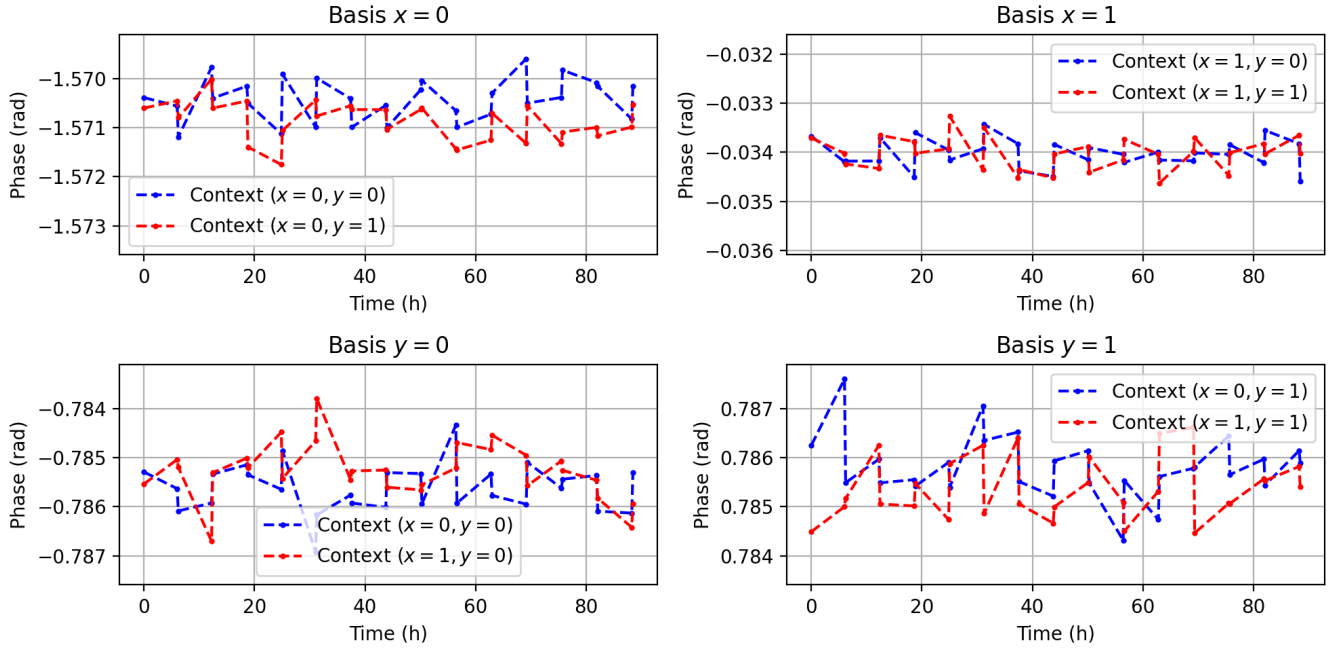 Basis x = 0
Phase (rad)
−1.570
−1.571
−1.572
−1.573
Context (x = 0, y = 0)
Context (x = 0, y = 1)
0 20 40 60 80
Time (h)
Basis x = 1
Phase (rad)
−0.032
−0.033
−0.034
−0.035
−0.036
Context (x = 1, y = 0)
Context (x = 1, y = 1)
0 20 40 60 80
Time (h)
Basis y = 0
Phase (rad)
−0.784
−0.785
−0.786
−0.787
Context (x = 0, y = 0)
Context (x = 1, y = 0)
0 20 40 60 80
Time (h)
Basis y = 1
Phase (rad)
0.787
0.786
0.785
0.784
Context (x = 0, y = 1)
Context (x = 1, y = 1)
0 20 40 60 80
Time (h)